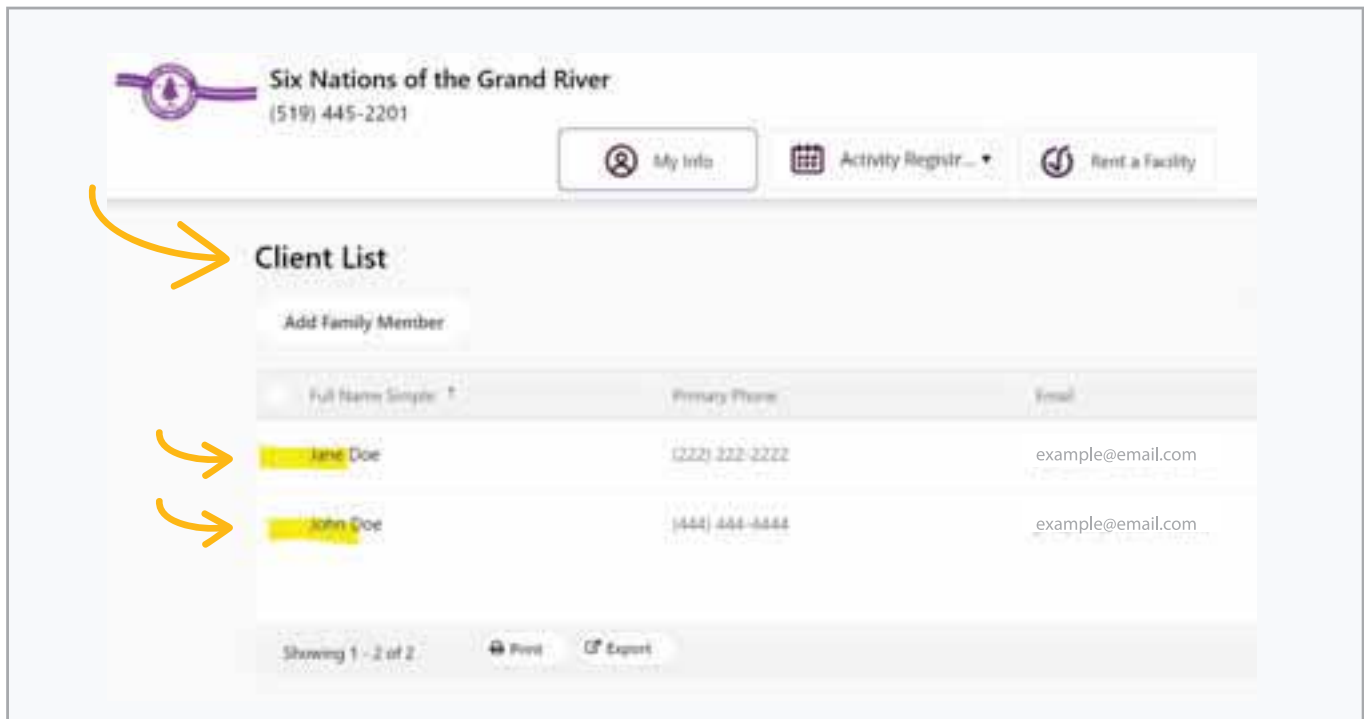 Six Nations of the Grand River
(519) 445-2201
My Info Activity Registr... Rent a Facility
Client List
Add Family Member
Full Name Simple Primary Phone Email
Jane Doe (222) 222-2222 example@email.com
John Doe (444) 444-4444 example@email.com
Showing 1 - 2 of 2 Print Export